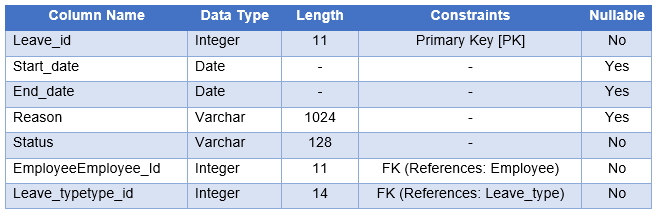 Column Name Data Type Length Constraints Nullable
Leave_id Integer 11 Primary Key [PK] No
Start_date Date - - Yes
End_date Date - - Yes
Reason Varchar 1024 Yes
Status Varchar 128 - No
EmployeeEmployee_Id Integer 11 FK (References: Employee) No
Leave_typetype_id Integer 14 FK (References: Leave_type) No